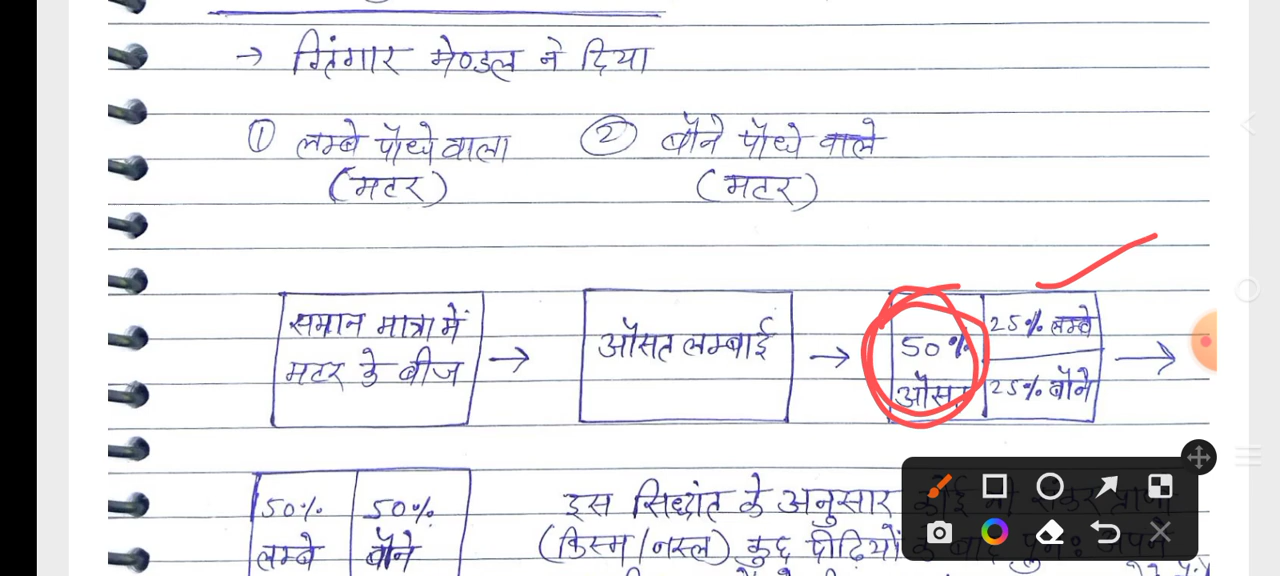 → ग्रिंगार मेण्डल ने दिया
① लम्बे पौधे वाला ② बौने पौधे वाले
(मटर) (मटर)
समान मात्रा में मटर के बीज → औसत लम्बाई → 50% औसत 25% लम्बे 25% बौने →
50% लम्बे 50% बौने
इस सिध्दांत के अनुसार
(किस्म/नस्ल) कुछ पीढियों